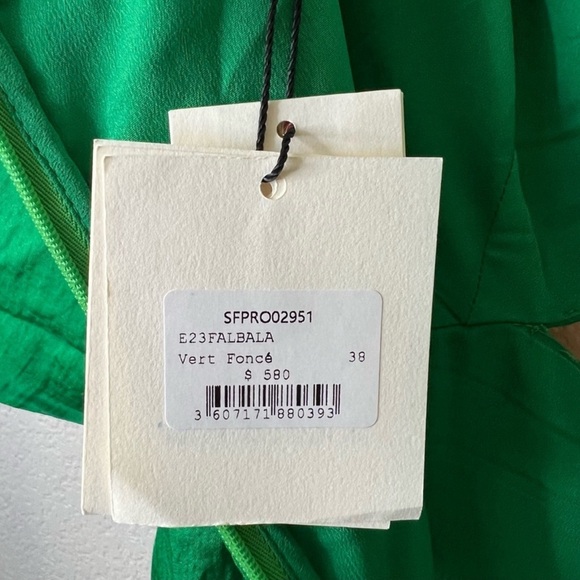 SFPRO02951
E23FALBALA
Vert Foncé 38
$ 580
3 607171 880393